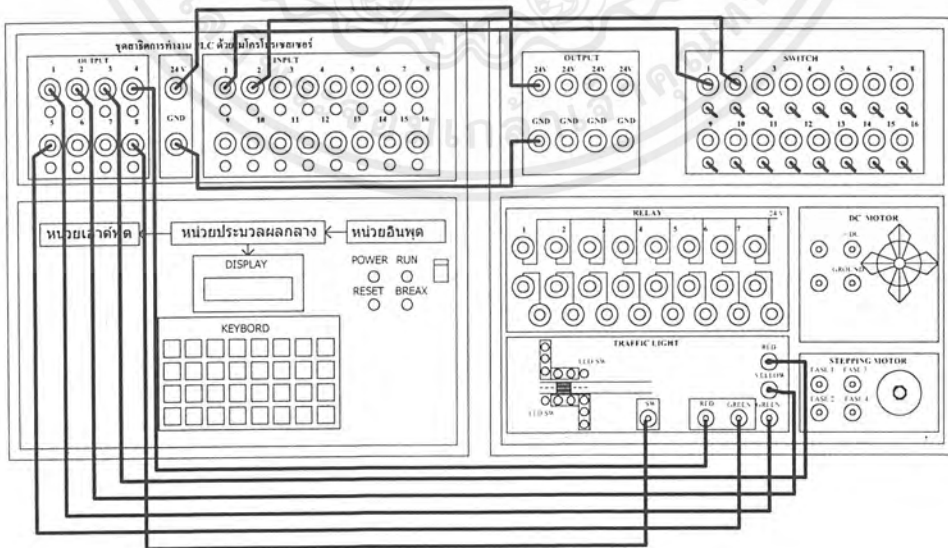 ชุดสาธิตการทำงาน PLC ด้วยไมโครโปรเซสเซอร์
OUTPUT
1 2 3 4
5 6 7 8
24 V
GND
INPUT
1 2 3 4 5 6 7 8
9 10 11 12 13 14 15 16
OUTPUT
24V 24V 24V 24V
GND GND GND GND
SWITCH
1 2 3 4 5 6 7 8
9 10 11 12 13 14 15 16
หน่วยเอาต์พุต
หน่วยประมวลผลกลาง
หน่วยอินพุต
DISPLAY
POWER RUN
RESET BREAX
KEYBORD
RELAY
24 V
1 2 3 4 5 6 7 8
DC MOTOR
GROUND
TRAFFIC LIGHT
RED
YELLOW
GREEN
SW
RED GREEN
STEPPING MOTOR
FASE 1 FASE 3
FASE 2 FASE 4